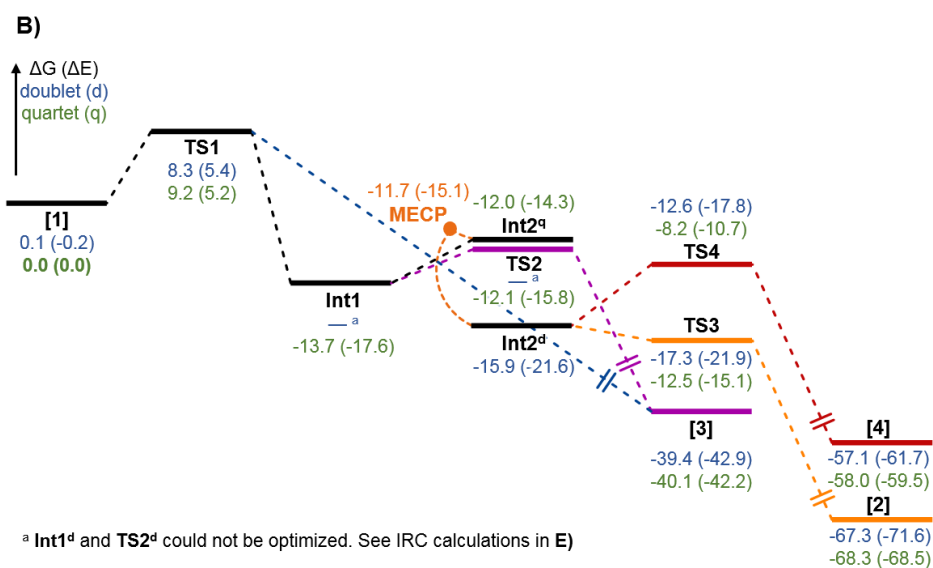 B)
ΔG (ΔE)
doublet (d)
quartet (q)
[1]
0.1 (-0.2)
0.0 (0.0)
TS1
8.3 (5.4)
9.2 (5.2)
Int1
__ a
-13.7 (-17.6)
-11.7 (-15.1)
MECP
-12.0 (-14.3)
Int2q
TS2
__ a
-12.1 (-15.8)
Int2d
-15.9 (-21.6)
-12.6 (-17.8)
-8.2 (-10.7)
TS4
TS3
-17.3 (-21.9)
-12.5 (-15.1)
[3]
-39.4 (-42.9)
-40.1 (-42.2)
[4]
-57.1 (-61.7)
-58.0 (-59.5)
[2]
-67.3 (-71.6)
-68.3 (-68.5)
a Int1d and TS2d could not be optimized. See IRC calculations in E)